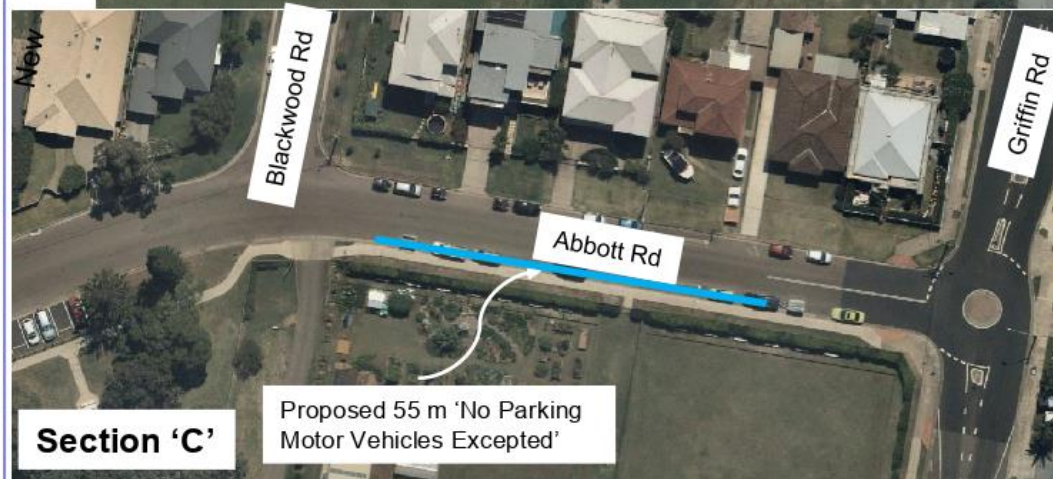 New
Blackwood Rd
Griffin Rd
Abbott Rd
Proposed 55 m ‘No Parking
Motor Vehicles Excepted’
Section ‘C’